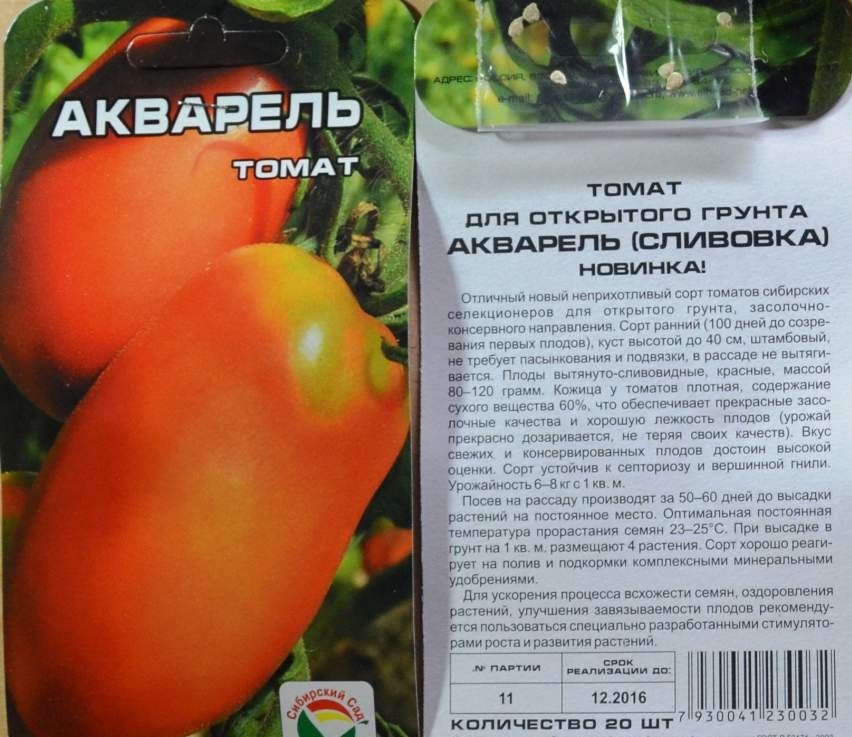 АКВАРЕЛЬ
ТОМАТ
Сибирский Сад
ТОМАТ
ДЛЯ ОТКРЫТОГО ГРУНТА
АКВАРЕЛЬ (СЛИВОВКА)
НОВИНКА!
Отличный новый неприхотливый сорт томатов сибирских
селекционеров для открытого грунта, засолочно-
консервного направления. Сорт ранний (100 дней до созре-
вания первых плодов), куст высотой до 40 см, штамбовый,
не требует пасынкования и подвязки, в рассаде не вытяги-
вается. Плоды вытянуто-сливовидные, красные, массой
80–120 грамм. Кожица у томатов плотная, содержание
сухого вещества 60%, что обеспечивает прекрасные засо-
лочные качества и хорошую лежкость плодов (урожай
прекрасно дозаривается, не теряя своих качеств). Вкус
свежих и консервированных плодов достоин высокой
оценки. Сорт устойчив к септориозу и вершинной гнили.
Урожайность 6–8 кг с 1 кв. м.
Посев на рассаду производят за 50–60 дней до высадки
растений на постоянное место. Оптимальная постоянная
температура прорастания семян 23–25°С. При высадке в
грунт на 1 кв. м. размещают 4 растения. Сорт хорошо реаги-
рует на полив и подкормки комплексными минеральными
удобрениями.
Для ускорения процесса всхожести семян, оздоровления
растений, улучшения завязываемости плодов рекоменду-
ется пользоваться специально разработанными стимулято-
рами роста и развития растений.
.№ ПАРТИИ
СРОК
РЕАЛИЗАЦИИ ДО:
11
12.2016
КОЛИЧЕСТВО 20 ШТ
7 930041 230032